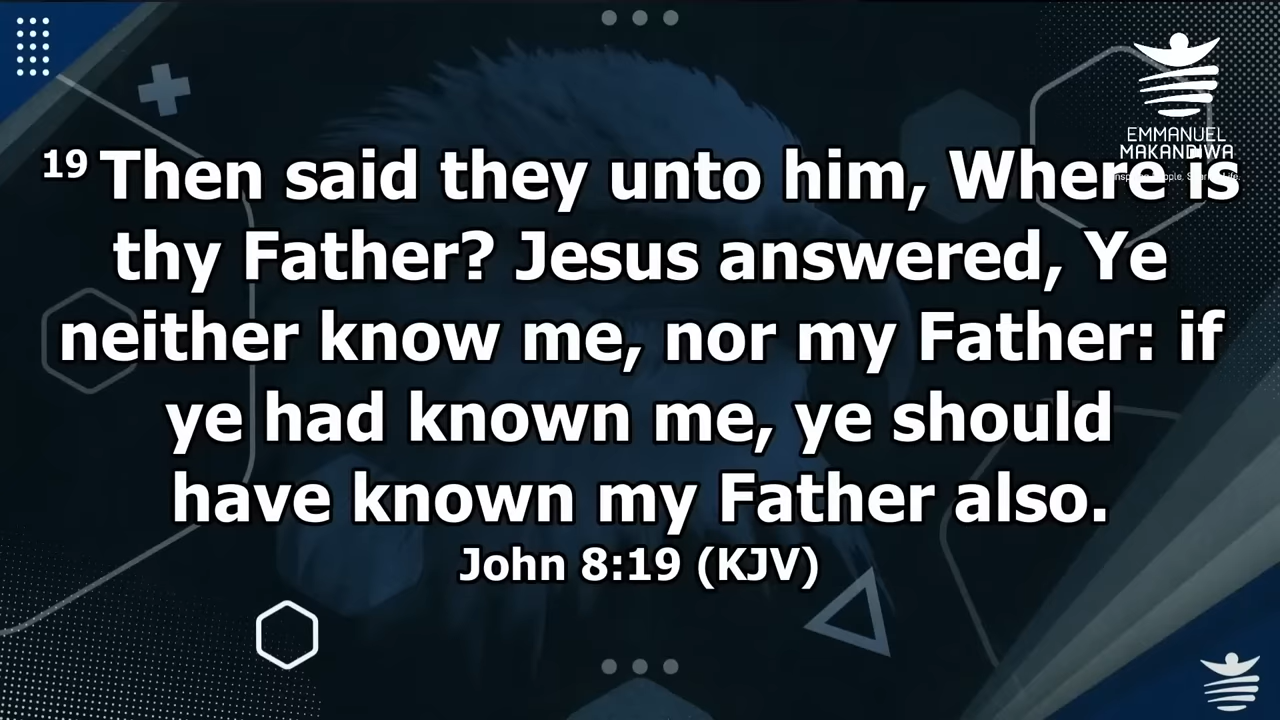 EMMANUEL
MAKANDIWA
19 Then said they unto him, Where is
thy Father? Jesus answered, Ye
neither know me, nor my Father: if
ye had known me, ye should
have known my Father also.
John 8:19 (KJV)